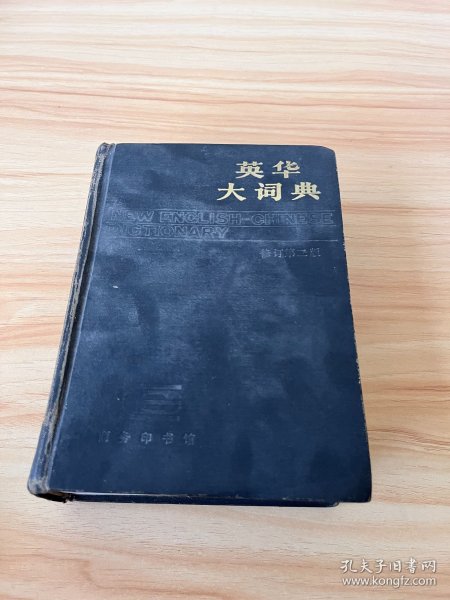 英华
大词典
NEW ENGLISH-CHINESE
DICTIONARY
修订第二版
商务印书馆
孔夫子旧书网
www.kongfz.com